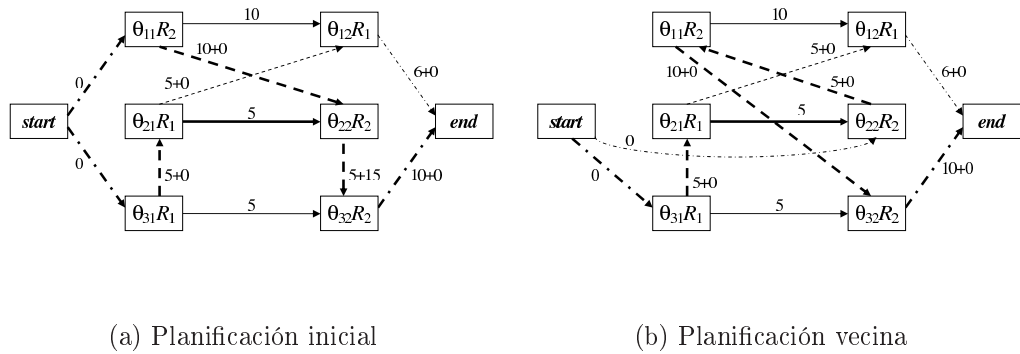 θ11R2 10 θ12R1
10+0
0 5+0 6+0
start θ21R1 5 θ22R2 end
0 5+0 5+15 10+0
θ31R1 5 θ32R2
(a) Planificación inicial
θ11R2 10 θ12R1
5+0
10+0 5+0 6+0
start θ21R1 5 θ22R2 end
0
0 5+0 10+0
θ31R1 5 θ32R2
(b) Planificación vecina